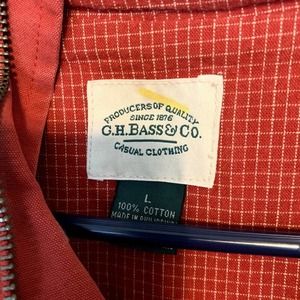 PRODUCERS OF QUALITY
SINCE 1876
G.H. BASS & CO.
CASUAL CLOTHING
L
100% COTTON
MADE IN